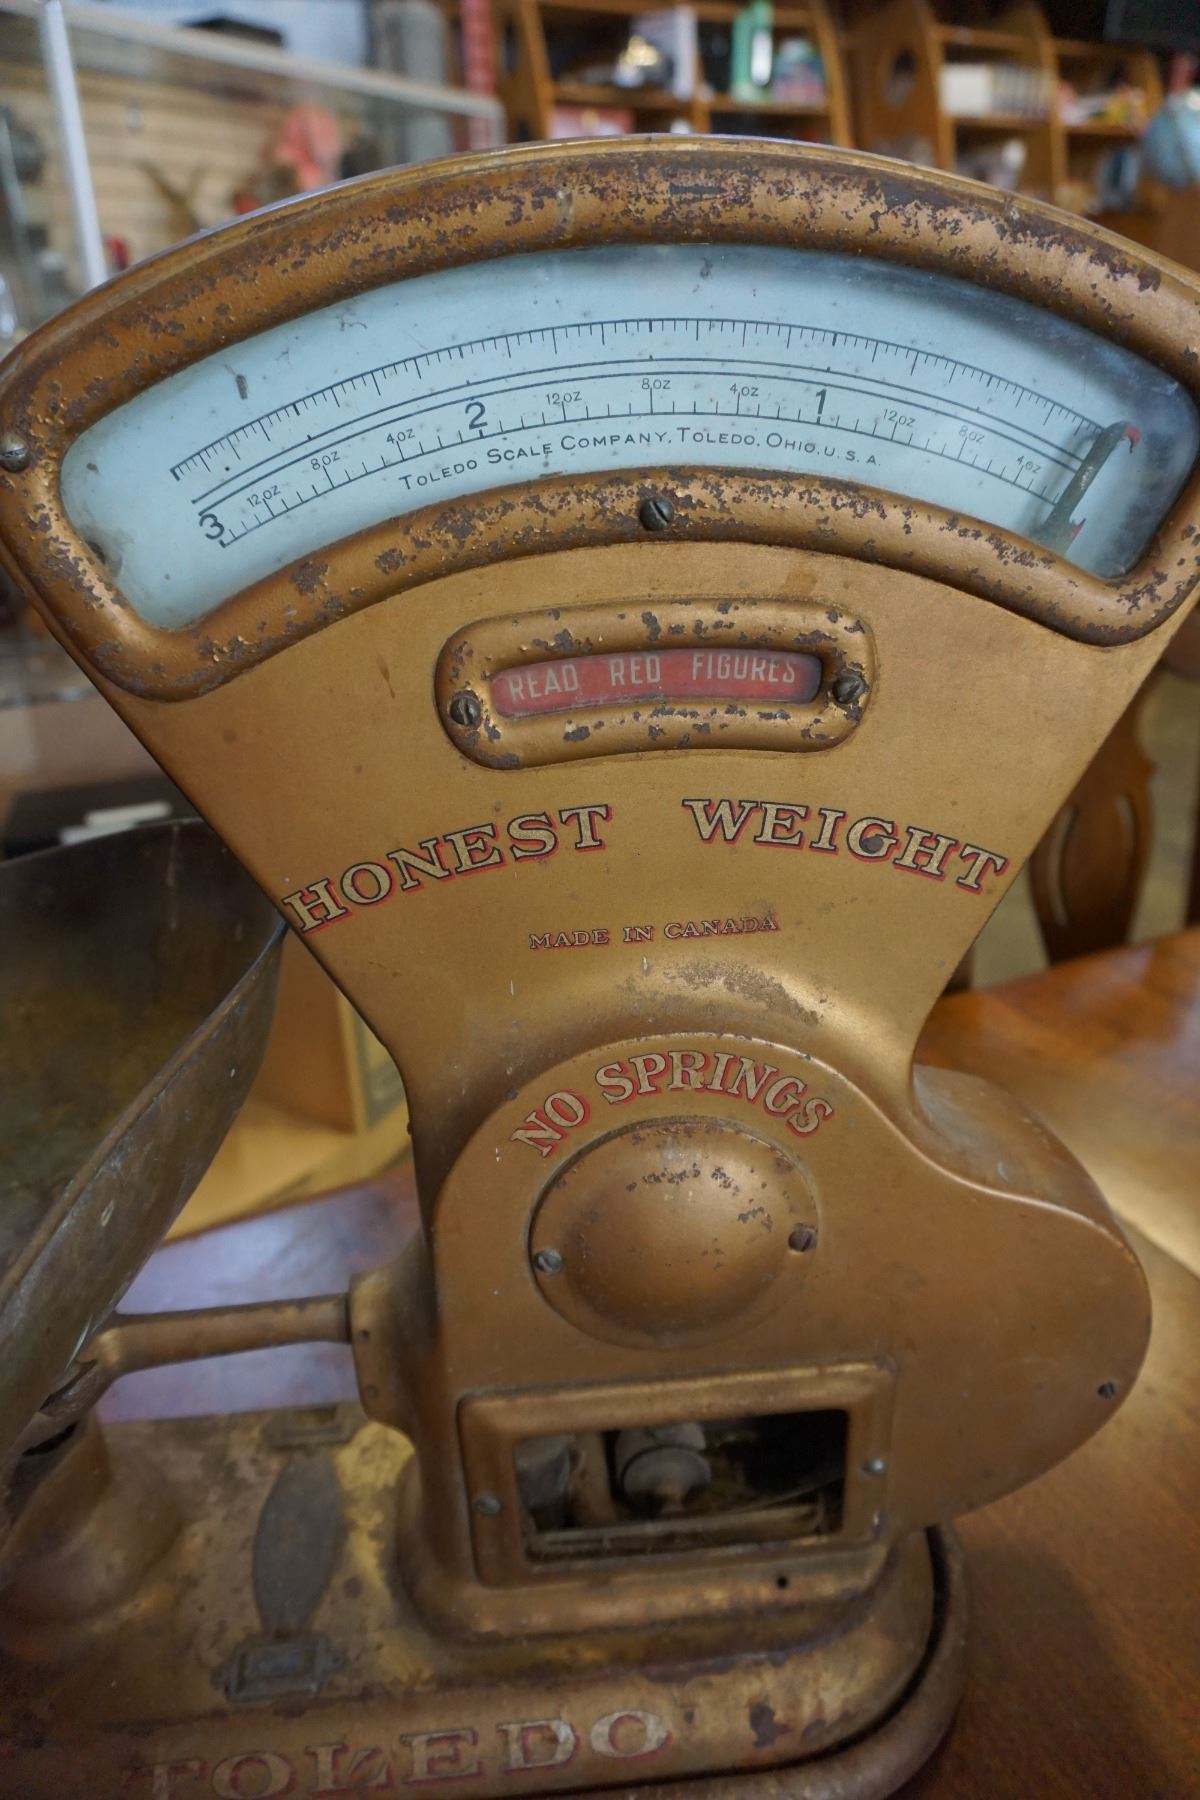 3 12OZ 8OZ 4OZ 2 12OZ 8OZ 4OZ 1 12OZ 8OZ 4OZ
TOLEDO SCALE COMPANY, TOLEDO, OHIO, U. S. A.
READ RED FIGURES
HONEST WEIGHT
MADE IN CANADA
NO SPRINGS
TOLEDO